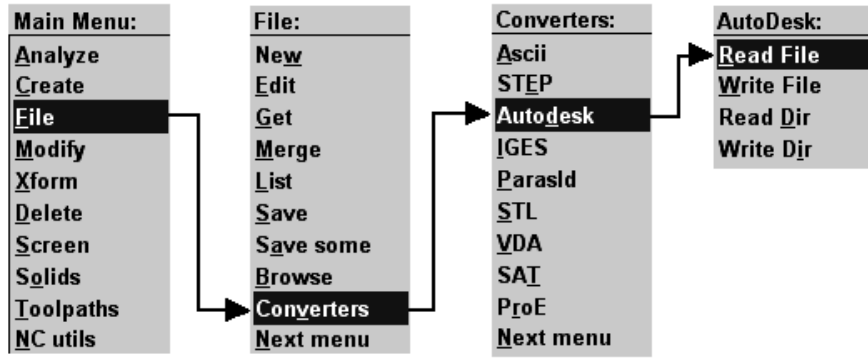 Main Menu:
Analyze
Create
File
Modify
Xform
Delete
Screen
Solids
Toolpaths
NC utils
File:
New
Edit
Get
Merge
List
Save
Save some
Browse
Converters
Next menu
Converters:
Ascii
STEP
Autodesk
IGES
Parasld
STL
VDA
SAT
ProE
Next menu
AutoDesk:
Read File
Write File
Read Dir
Write Dir